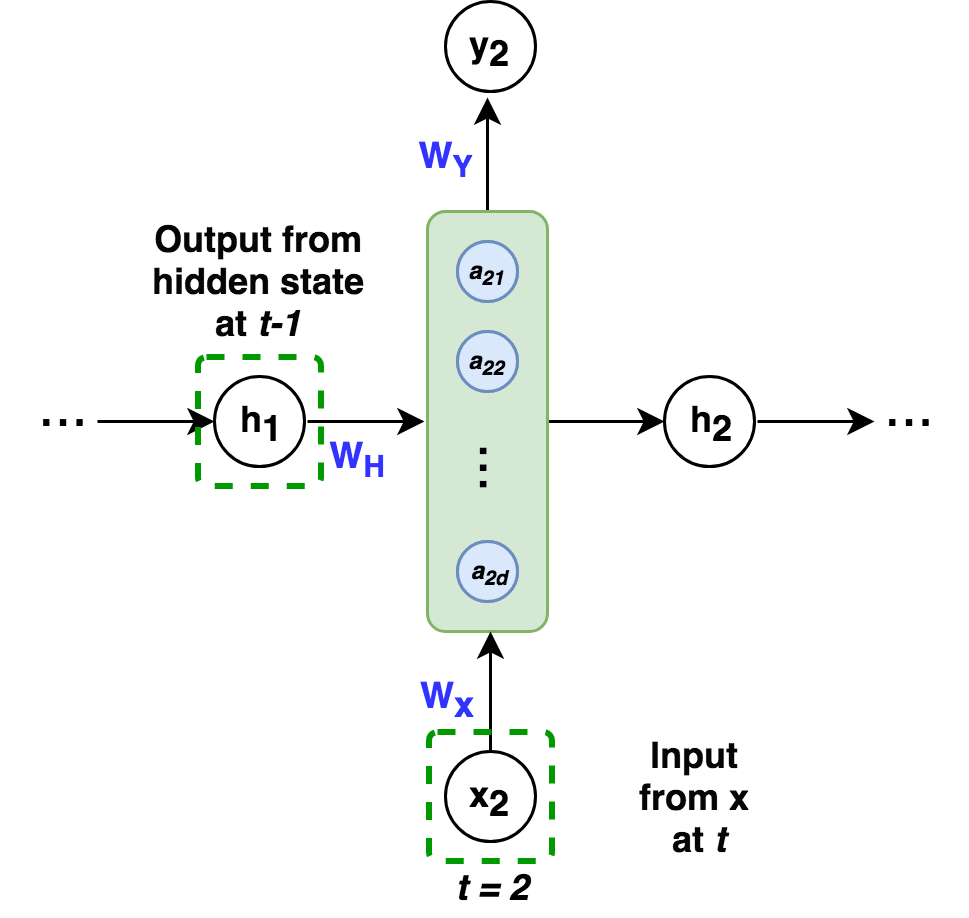 y2
WY
Output from
hidden state
at t-1
a21
a22
... h1 WH h2 ...
⋮
a2d
WX
x2
Input
from x
at t
t = 2